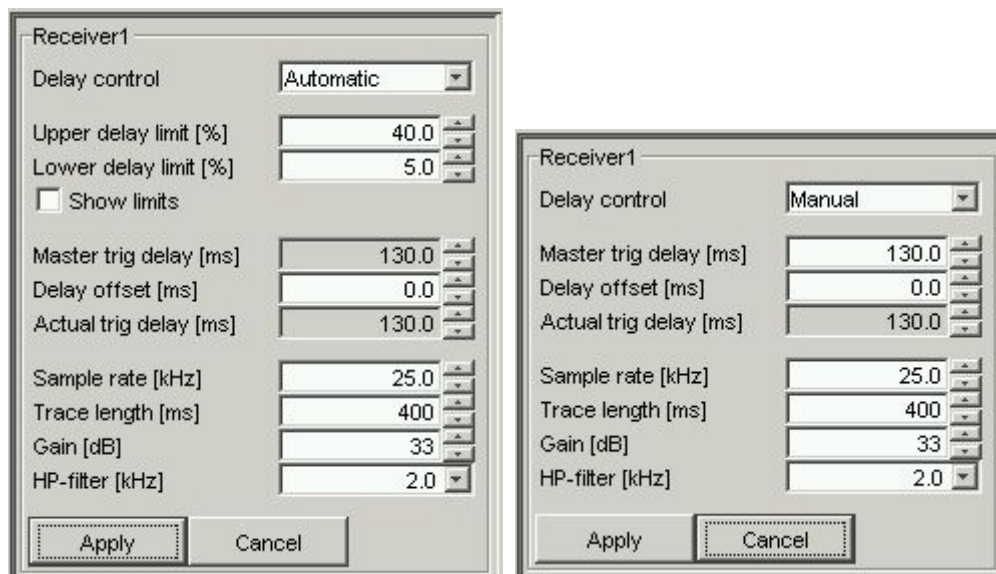 Receiver1
Delay control Automatic
Upper delay limit [%] 40.0
Lower delay limit [%] 5.0
Show limits
Master trig delay [ms] 130.0
Delay offset [ms] 0.0
Actual trig delay [ms] 130.0
Sample rate [kHz] 25.0
Trace length [ms] 400
Gain [dB] 33
HP-filter [kHz] 2.0
Apply Cancel
Receiver1
Delay control Manual
Master trig delay [ms] 130.0
Delay offset [ms] 0.0
Actual trig delay [ms] 130.0
Sample rate [kHz] 25.0
Trace length [ms] 400
Gain [dB] 33
HP-filter [kHz] 2.0
Apply Cancel